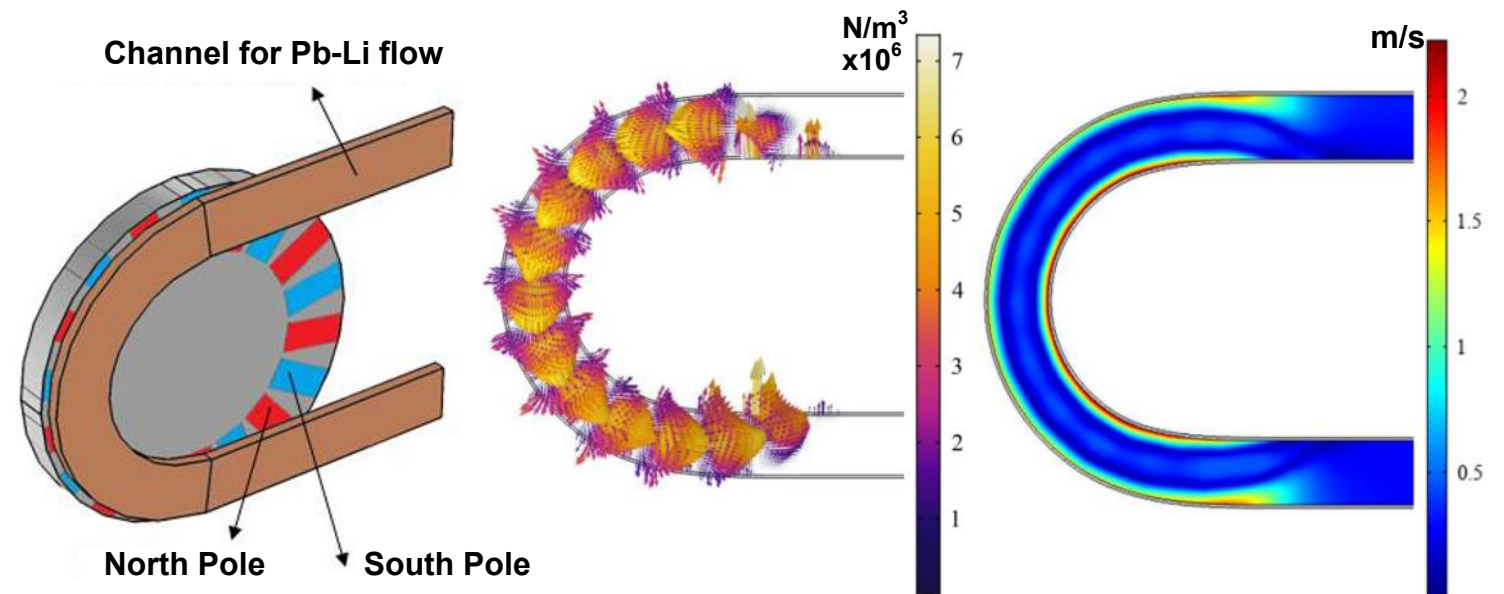 Channel for Pb-Li flow
North Pole
South Pole
N/m³
x10⁶
7
6
5
4
3
2
1
m/s
2
1.5
1
0.5